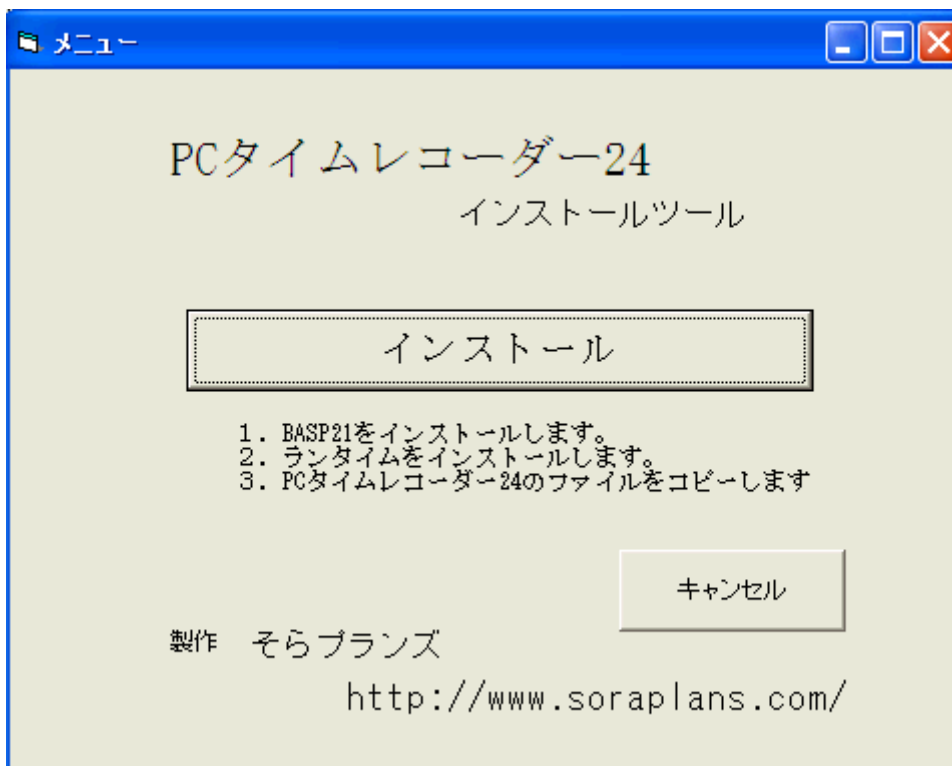 メニュー
PCタイムレコーダー24
インストールツール
インストール
1. BASP21をインストールします。
2. ランタイムをインストールします。
3. PCタイムレコーダー24のファイルをコピーします
キャンセル
製作 そらプランズ
http://www.soraplans.com/